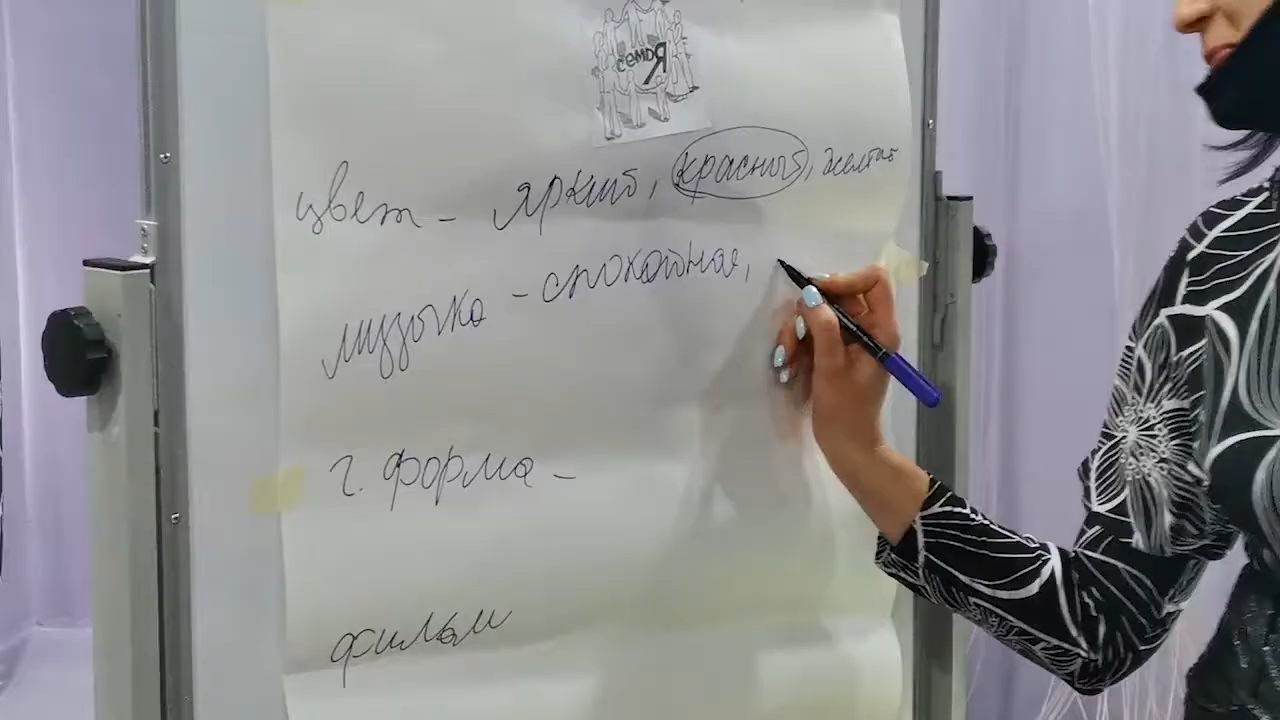 семьЯ
цвет - яркий, красный, желтый
музыка - спокойная,
г. форма -
фильм